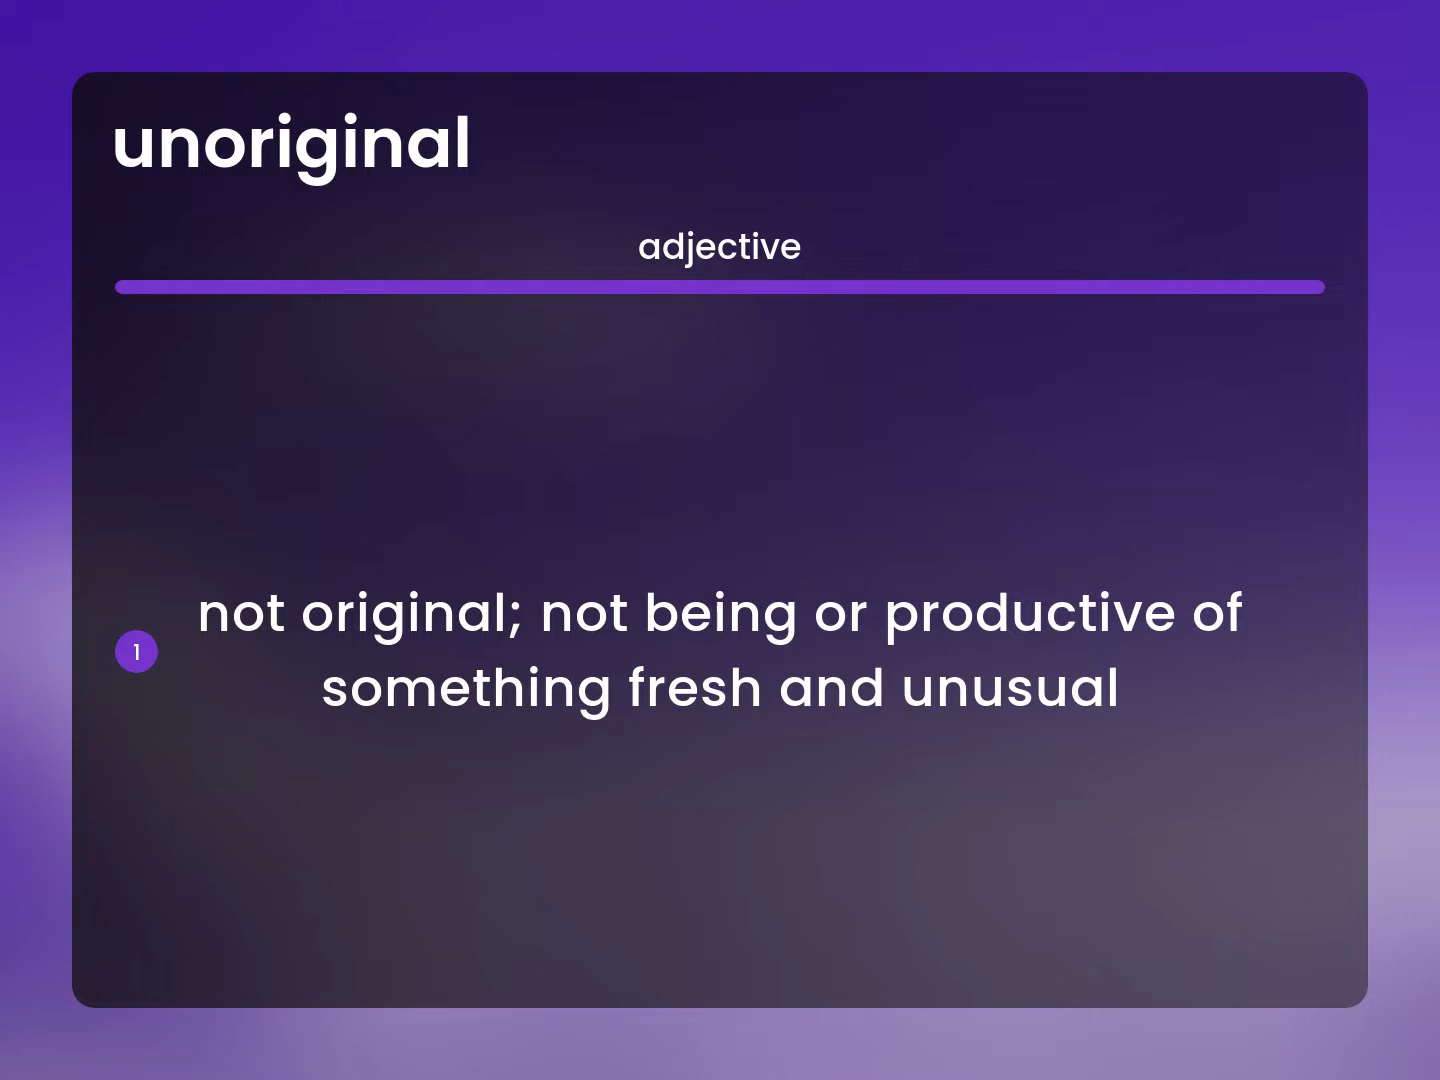 unoriginal
adjective
1
not original; not being or productive of
something fresh and unusual